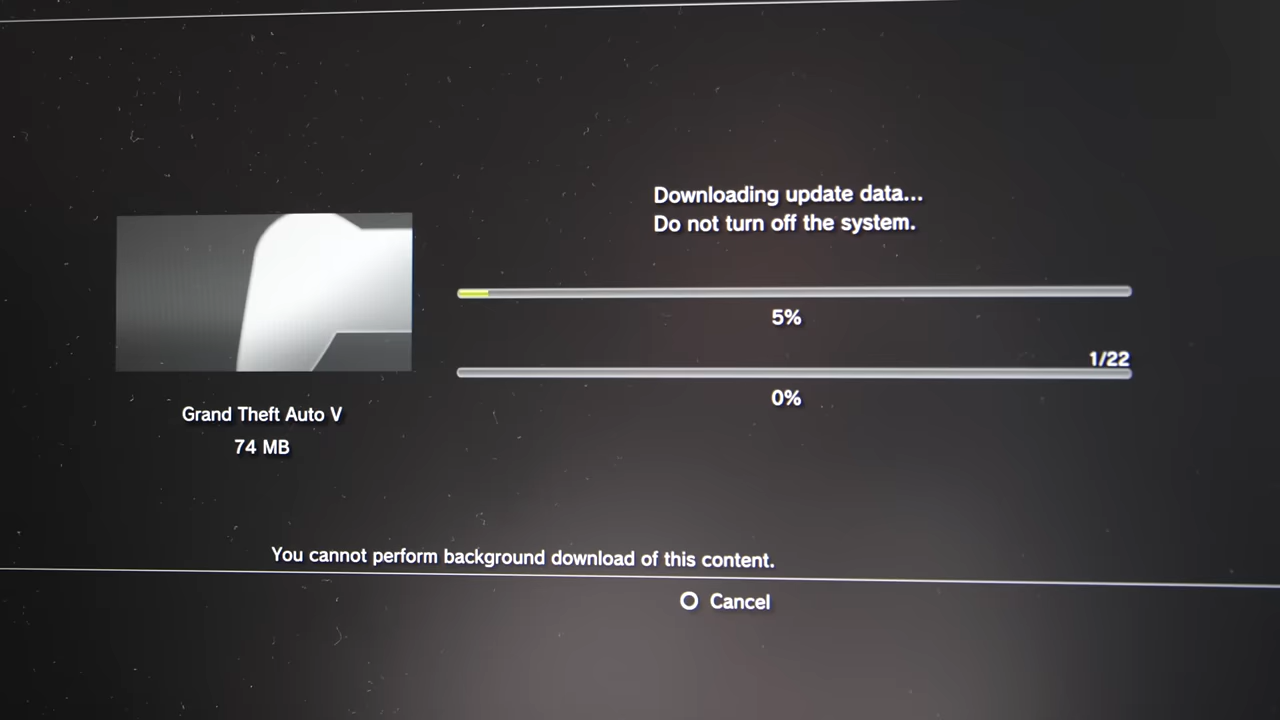 Downloading update data...
Do not turn off the system.
5%
1/22
0%
Grand Theft Auto V
74 MB
You cannot perform background download of this content.
Cancel